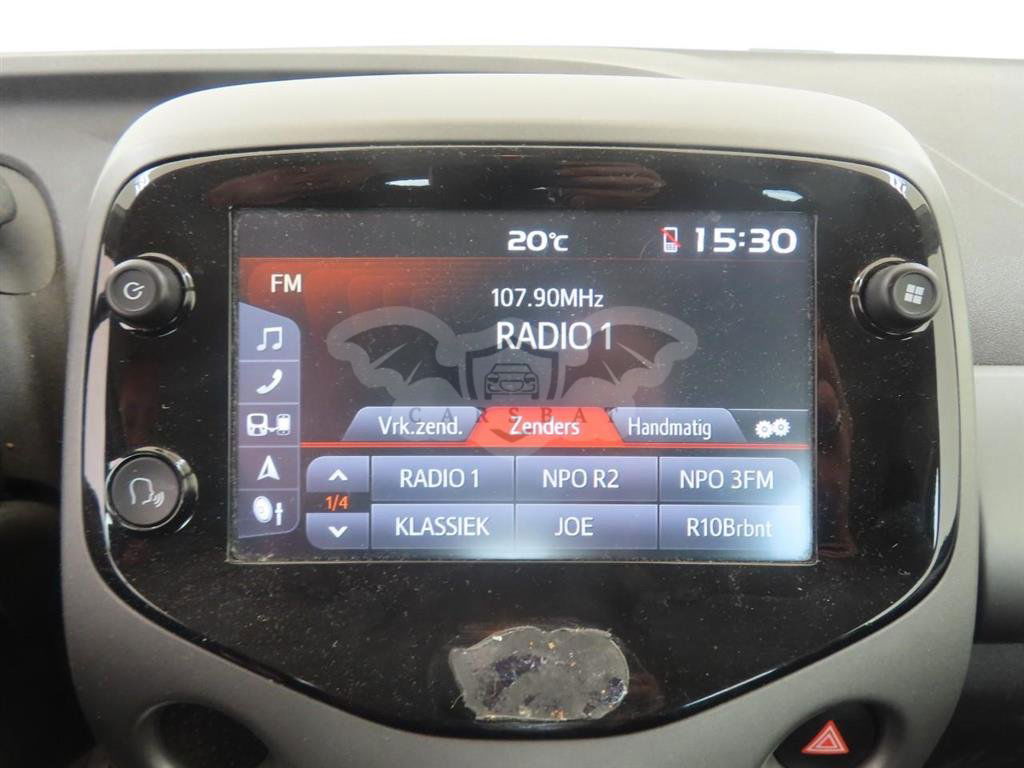 20°C 15:30
FM
107.90MHz
RADIO 1
CARSBAT
Vrk.zend. Zenders Handmatig
RADIO 1 NPO R2 NPO 3FM
1/4
KLASSIEK JOE R10Brbnt